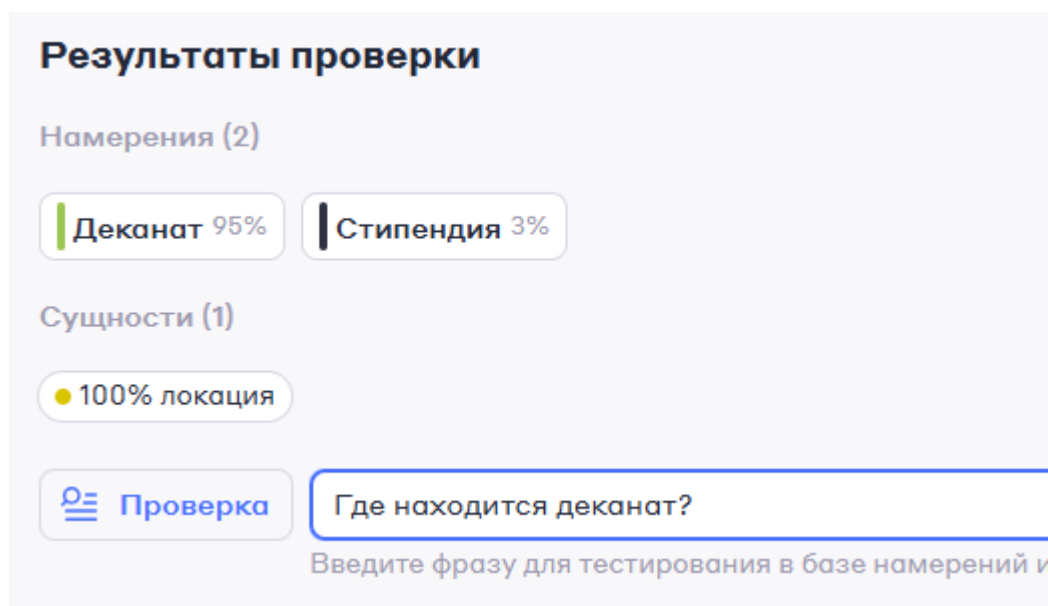 Результаты проверки
Намерения (2)
Деканат 95% Стипендия 3%
Сущности (1)
100% локация
Проверка Где находится деканат?
Введите фразу для тестирования в базе намерений и